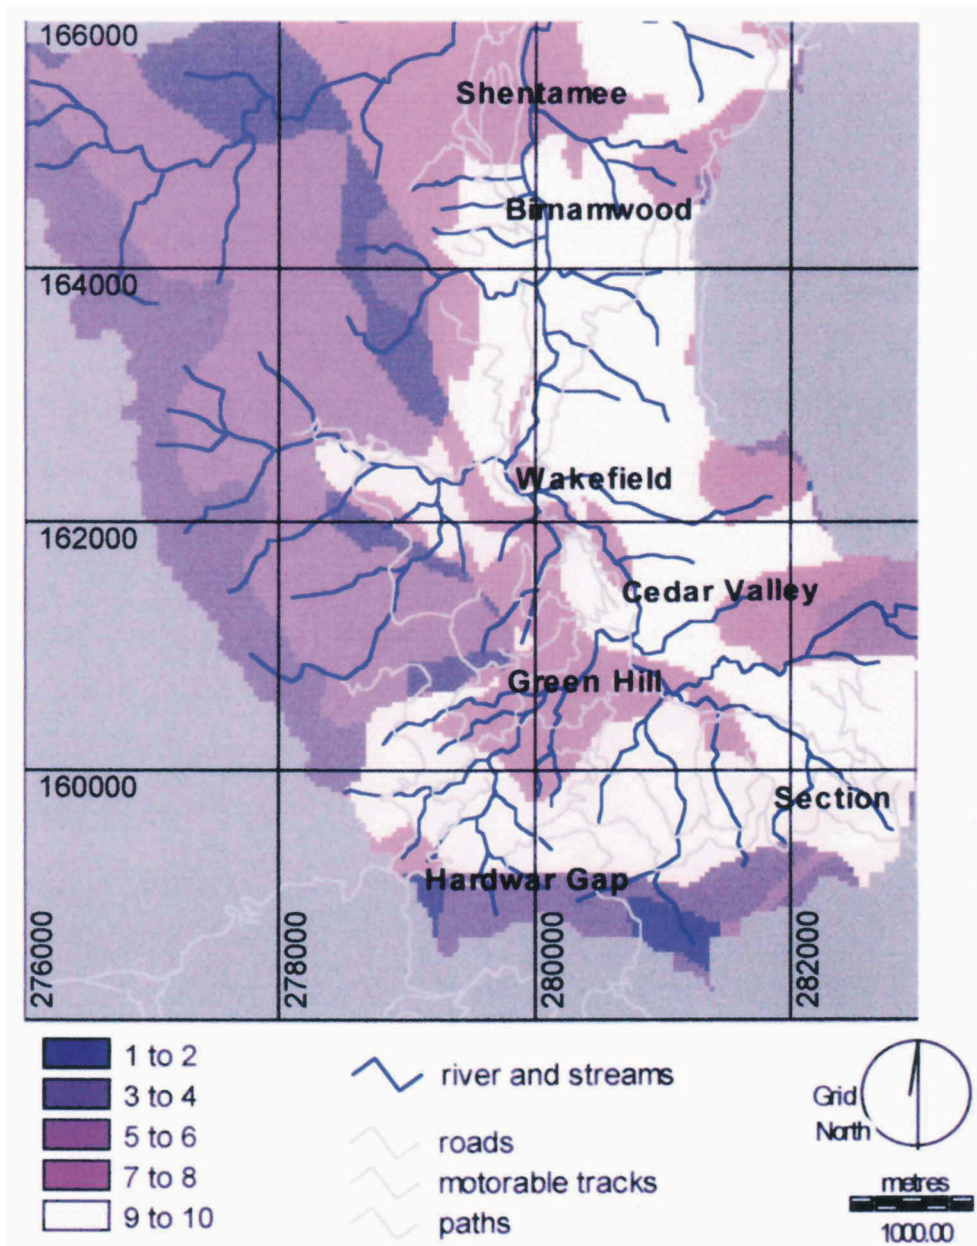 166000
Shentamee
Birnamwood
164000
Wakefield
162000
Cedar Valley
Green Hill
160000
Section
Hardwar Gap
276000
278000
280000
282000
1 to 2
3 to 4
5 to 6
7 to 8
9 to 10
river and streams
roads
motorable tracks
paths
Grid
North
metres
1000.00